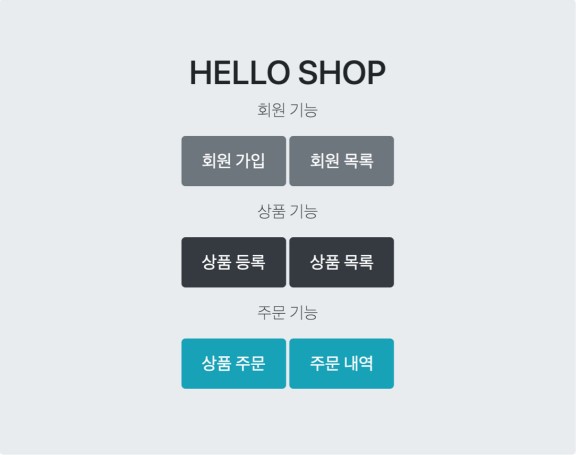 HELLO SHOP
회원 기능
회원 가입 회원 목록
상품 기능
상품 등록 상품 목록
주문 기능
상품 주문 주문 내역